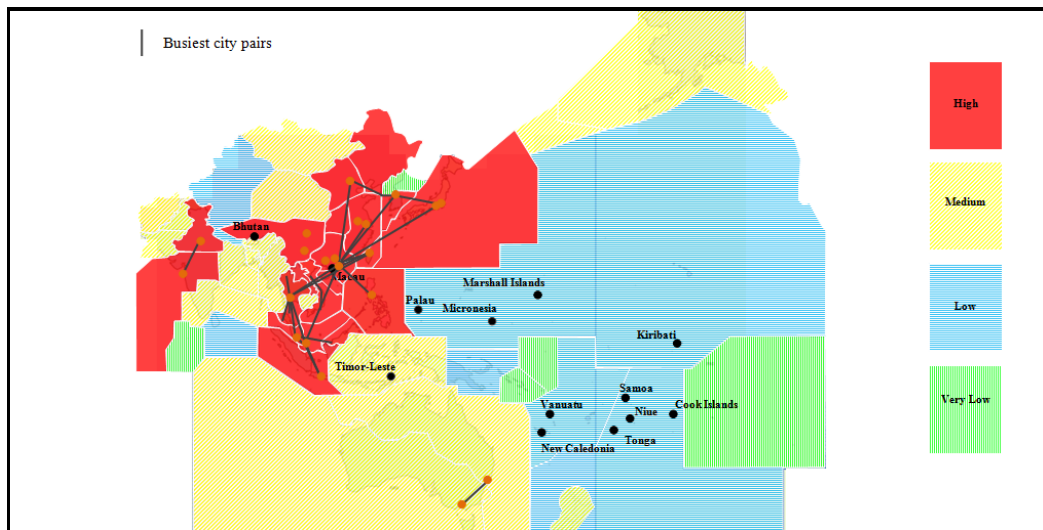 Busiest city pairs
High
Medium
Bhutan
Macau
Marshall Islands
Palau
Micronesia
Low
Kiribati
Timor-Leste
Samoa
Vanuatu
Niue
Cook Islands
Very Low
New Caledonia
Tonga